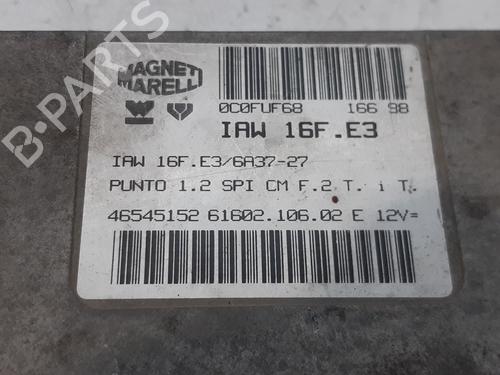 MAGNETI
MARELLI
0C0FUF68 166 98
IAW 16F.E3
IAW 16F.E3/6A37-27
PUNTO 1.2 SPI CM F.2 T. i T.
46545152 61602.106.02 E 12V=
B-PARTS